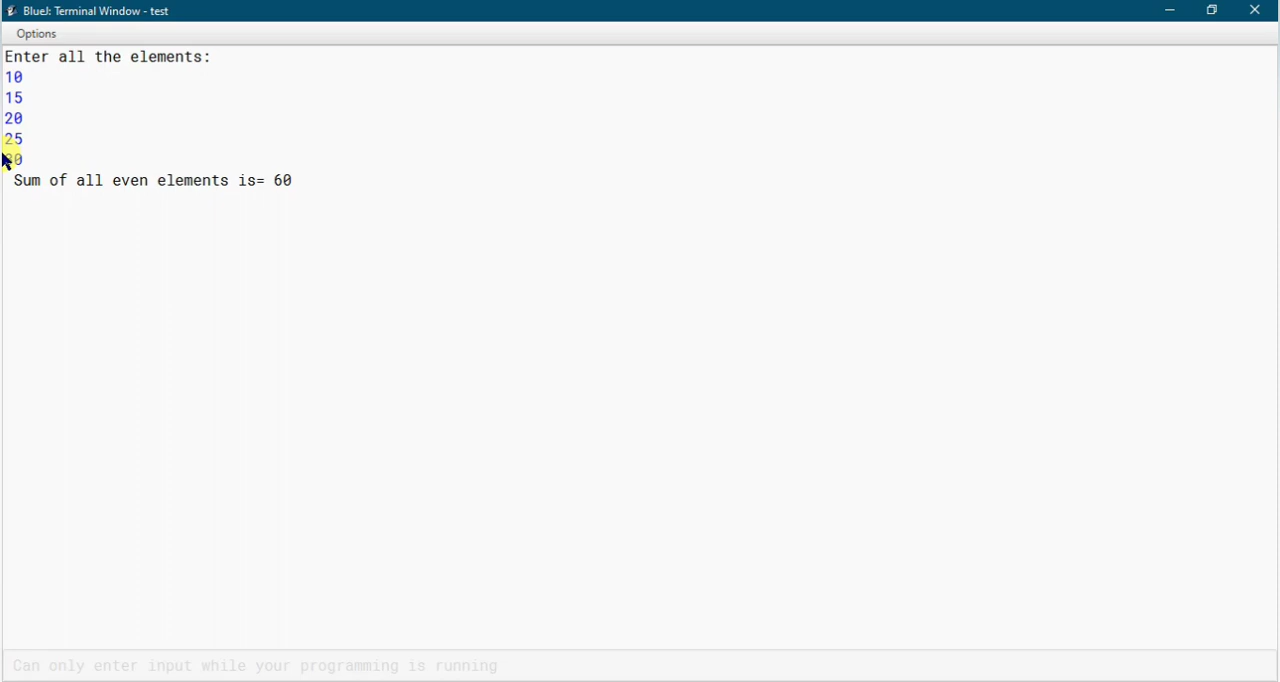 BlueJ: Terminal Window - test
Options
Enter all the elements:
10
15
20
25
Sum of all even elements is= 60
Can only enter input while your programming is running